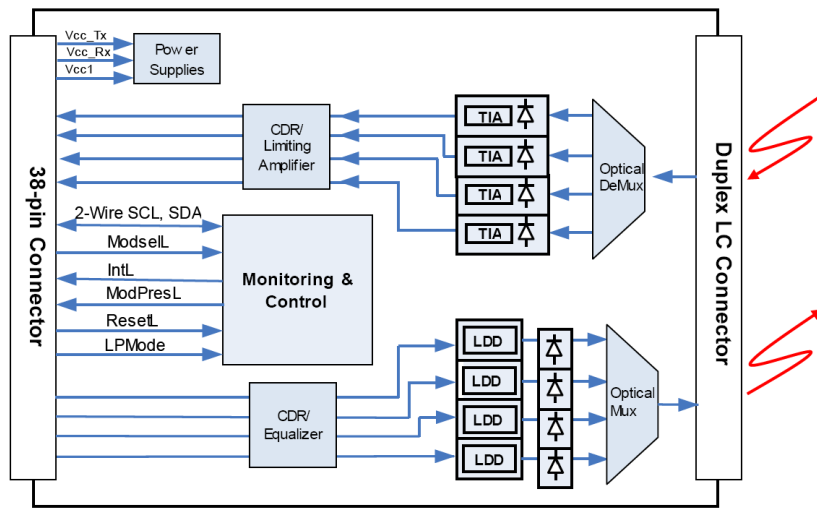 Vcc_Tx
Vcc_Rx
Vcc1
Power
Supplies
38-pin Connector
CDR/
Limiting
Amplifier
TIA
TIA
TIA
TIA
Optical
DeMux
Duplex LC Connector
2-Wire SCL, SDA
ModselL
IntL
ModPresL
ResetL
LPMode
Monitoring &
Control
CDR/
Equalizer
LDD
LDD
LDD
LDD
Optical
Mux